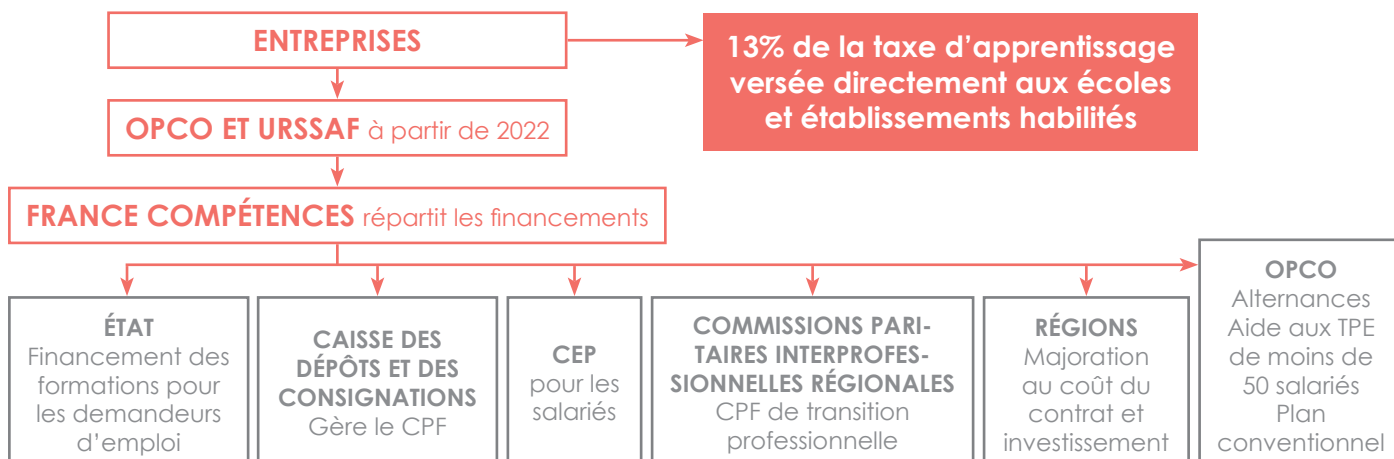 ENTREPRISES
13% de la taxe d’apprentissage
versée directement aux écoles
et établissements habilités
OPCO ET URSSAF à partir de 2022
FRANCE COMPÉTENCES répartit les financements
ÉTAT
Financement des
formations pour
les demandeurs
d’emploi
CAISSE DES
DÉPÔTS ET DES
CONSIGNATIONS
Gère le CPF
CEP
pour les
salariés
COMMISSIONS PARI-
TAIRES INTERPROFES-
SIONNELLES RÉGIONALES
CPF de transition
professionnelle
RÉGIONS
Majoration
au coût du
contrat et
investissement
OPCO
Alternances
Aide aux TPE
de moins de
50 salariés
Plan
conventionnel